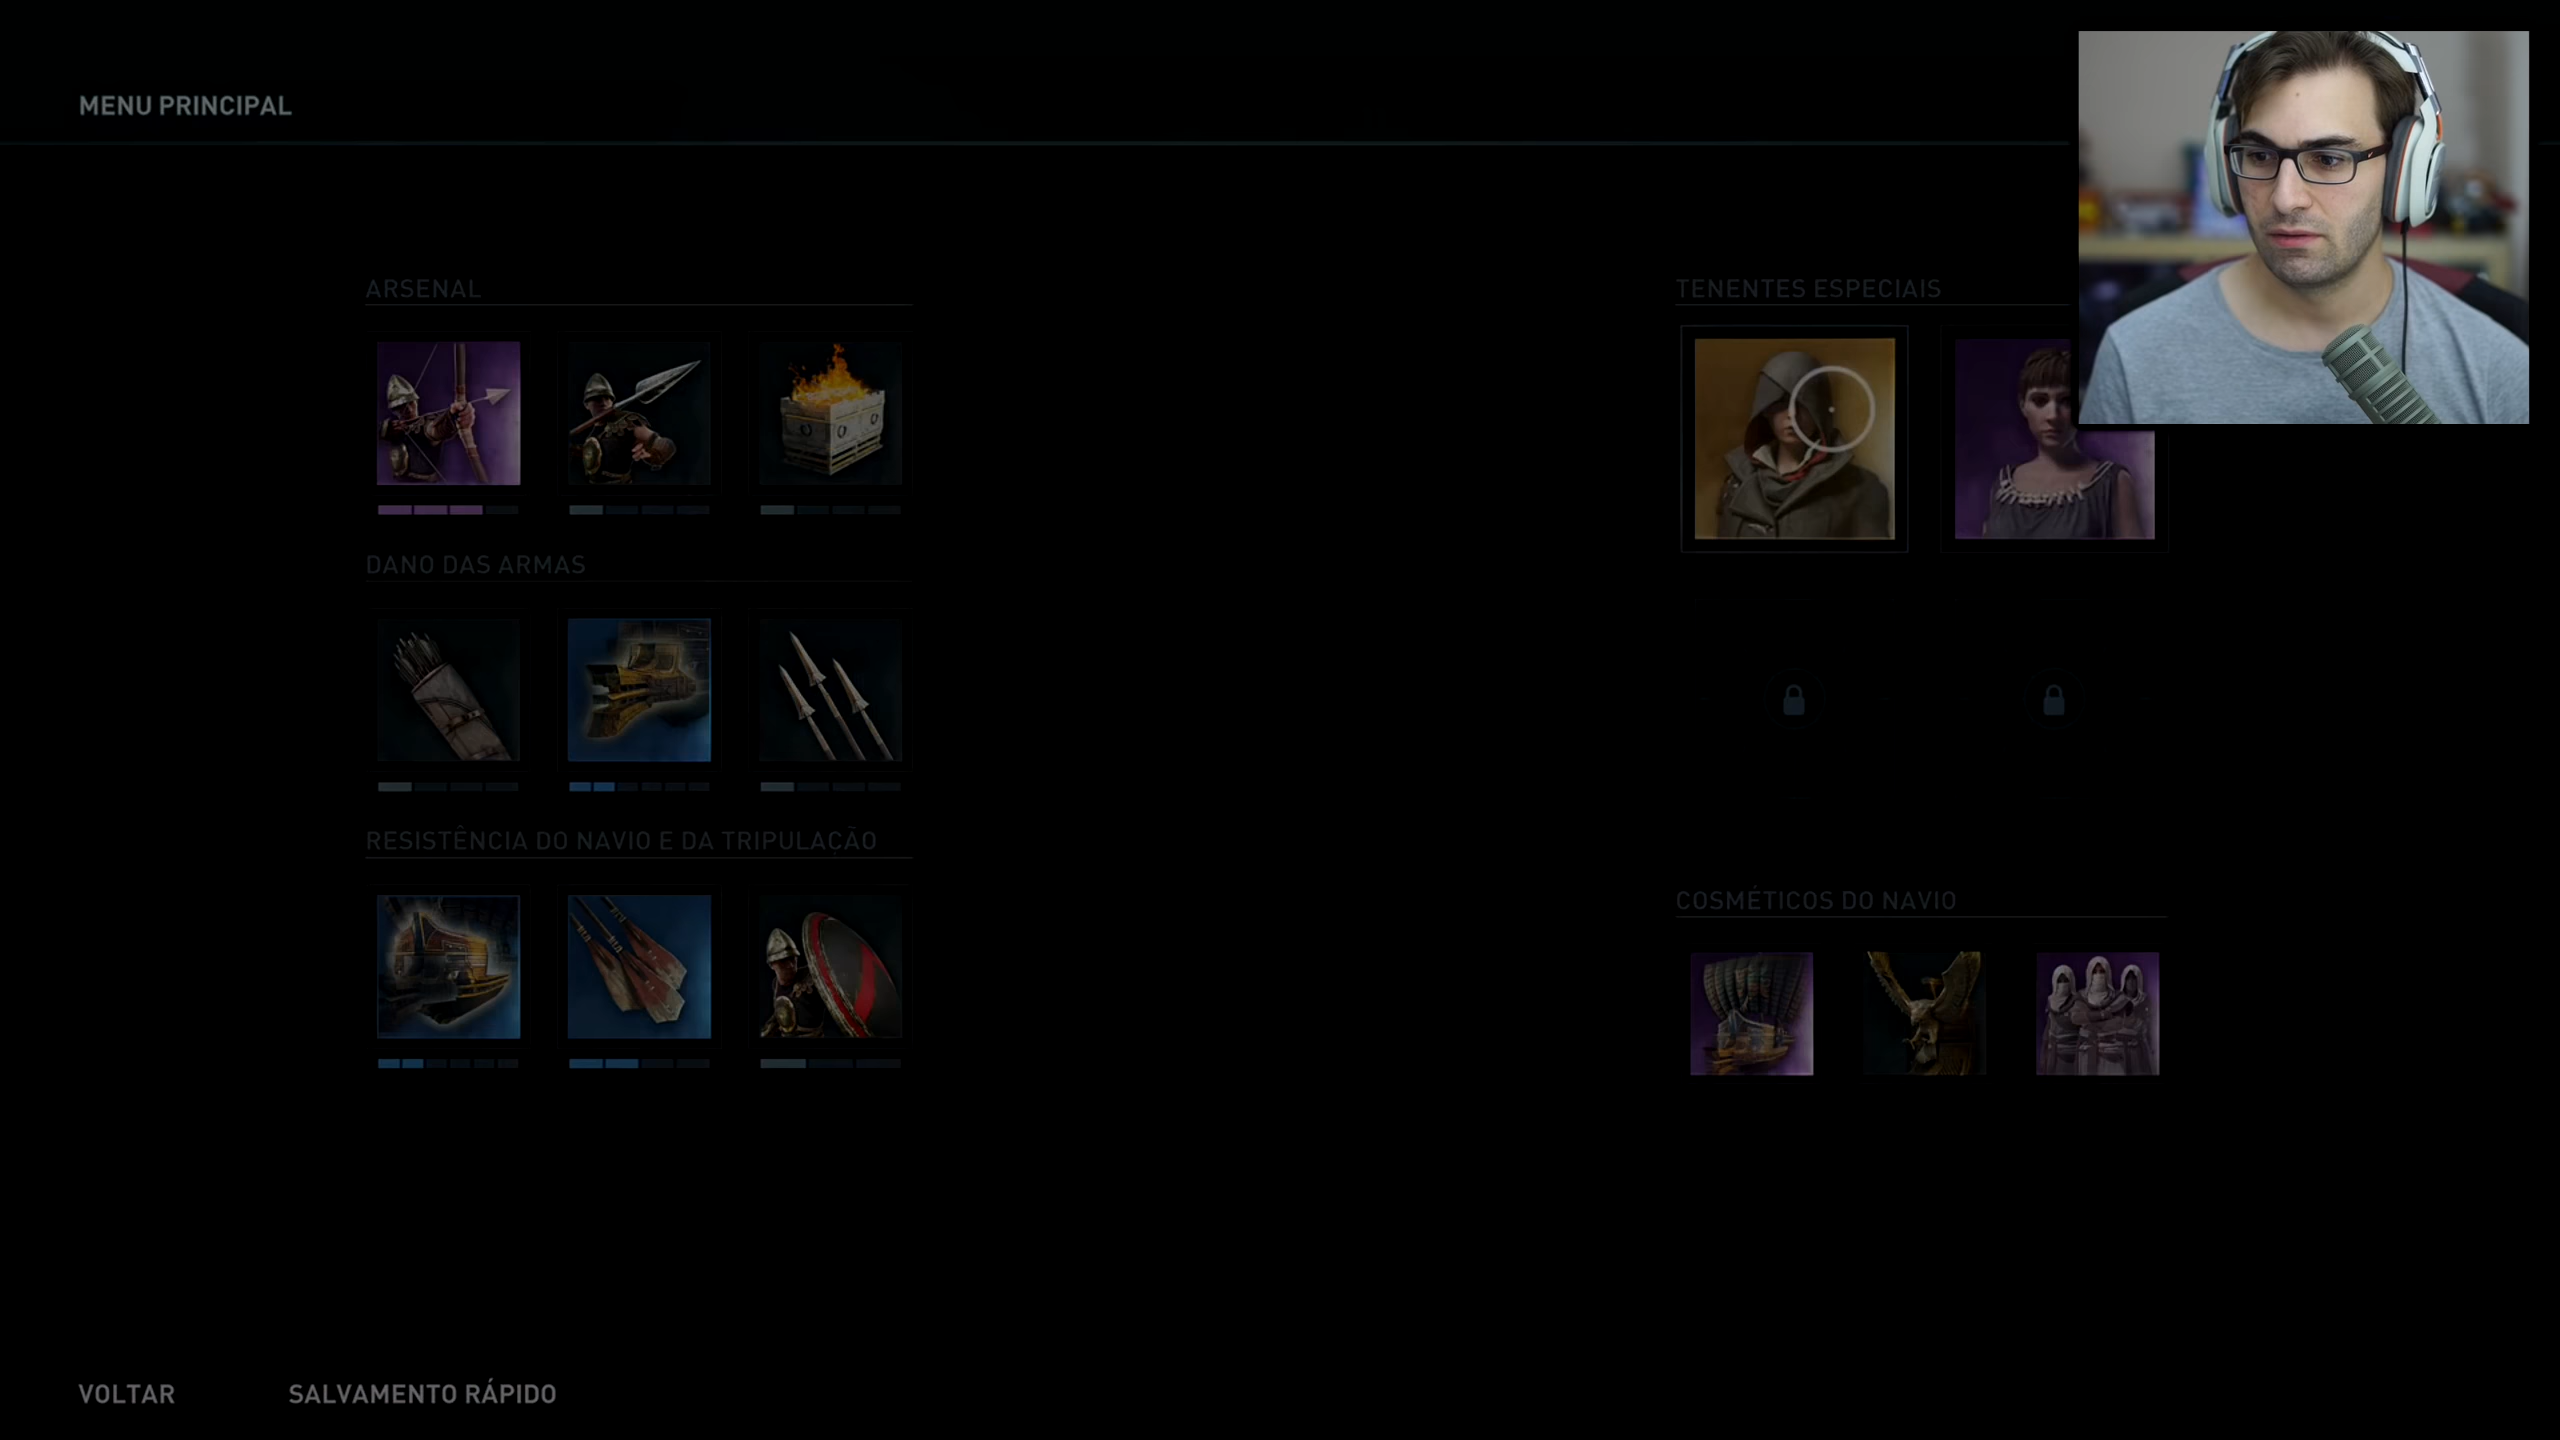 MENU PRINCIPAL
ARSENAL
TENENTES ESPECIAIS
DANO DAS ARMAS
RESISTÊNCIA DO NAVIO E DA TRIPULAÇÃO
COSMÉTICOS DO NAVIO
VOLTAR
SALVAMENTO RÁPIDO